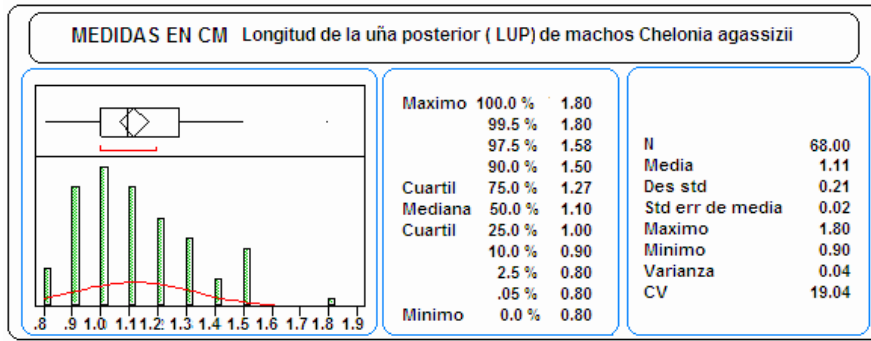 MEDIDAS EN CM Longitud de la uña posterior ( LUP) de machos Chelonia agassizii
.8 .9 1.0 1.1 1.2 1.3 1.4 1.5 1.6 1.7 1.8 1.9
Maximo 100.0 % 1.80
99.5 % 1.80
97.5 % 1.58
90.0 % 1.50
Cuartil 75.0 % 1.27
Mediana 50.0 % 1.10
Cuartil 25.0 % 1.00
10.0 % 0.90
2.5 % 0.80
.05 % 0.80
Minimo 0.0 % 0.80
N 68.00
Media 1.11
Des std 0.21
Std err de media 0.02
Maximo 1.80
Minimo 0.90
Varianza 0.04
CV 19.04